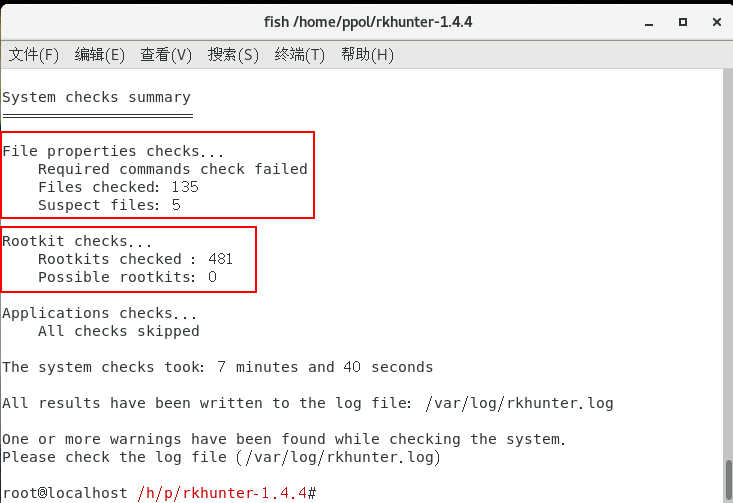 fish /home/ppol/rkhunter-1.4.4
文件(F) 编辑(E) 查看(V) 搜索(S) 终端(T) 帮助(H)
System checks summary
=====================
File properties checks...
Required commands check failed
Files checked: 135
Suspect files: 5
Rootkit checks...
Rootkits checked : 481
Possible rootkits: 0
Applications checks...
All checks skipped
The system checks took: 7 minutes and 40 seconds
All results have been written to the log file: /var/log/rkhunter.log
One or more warnings have been found while checking the system.
Please check the log file (/var/log/rkhunter.log)
root@localhost /h/p/rkhunter-1.4.4#